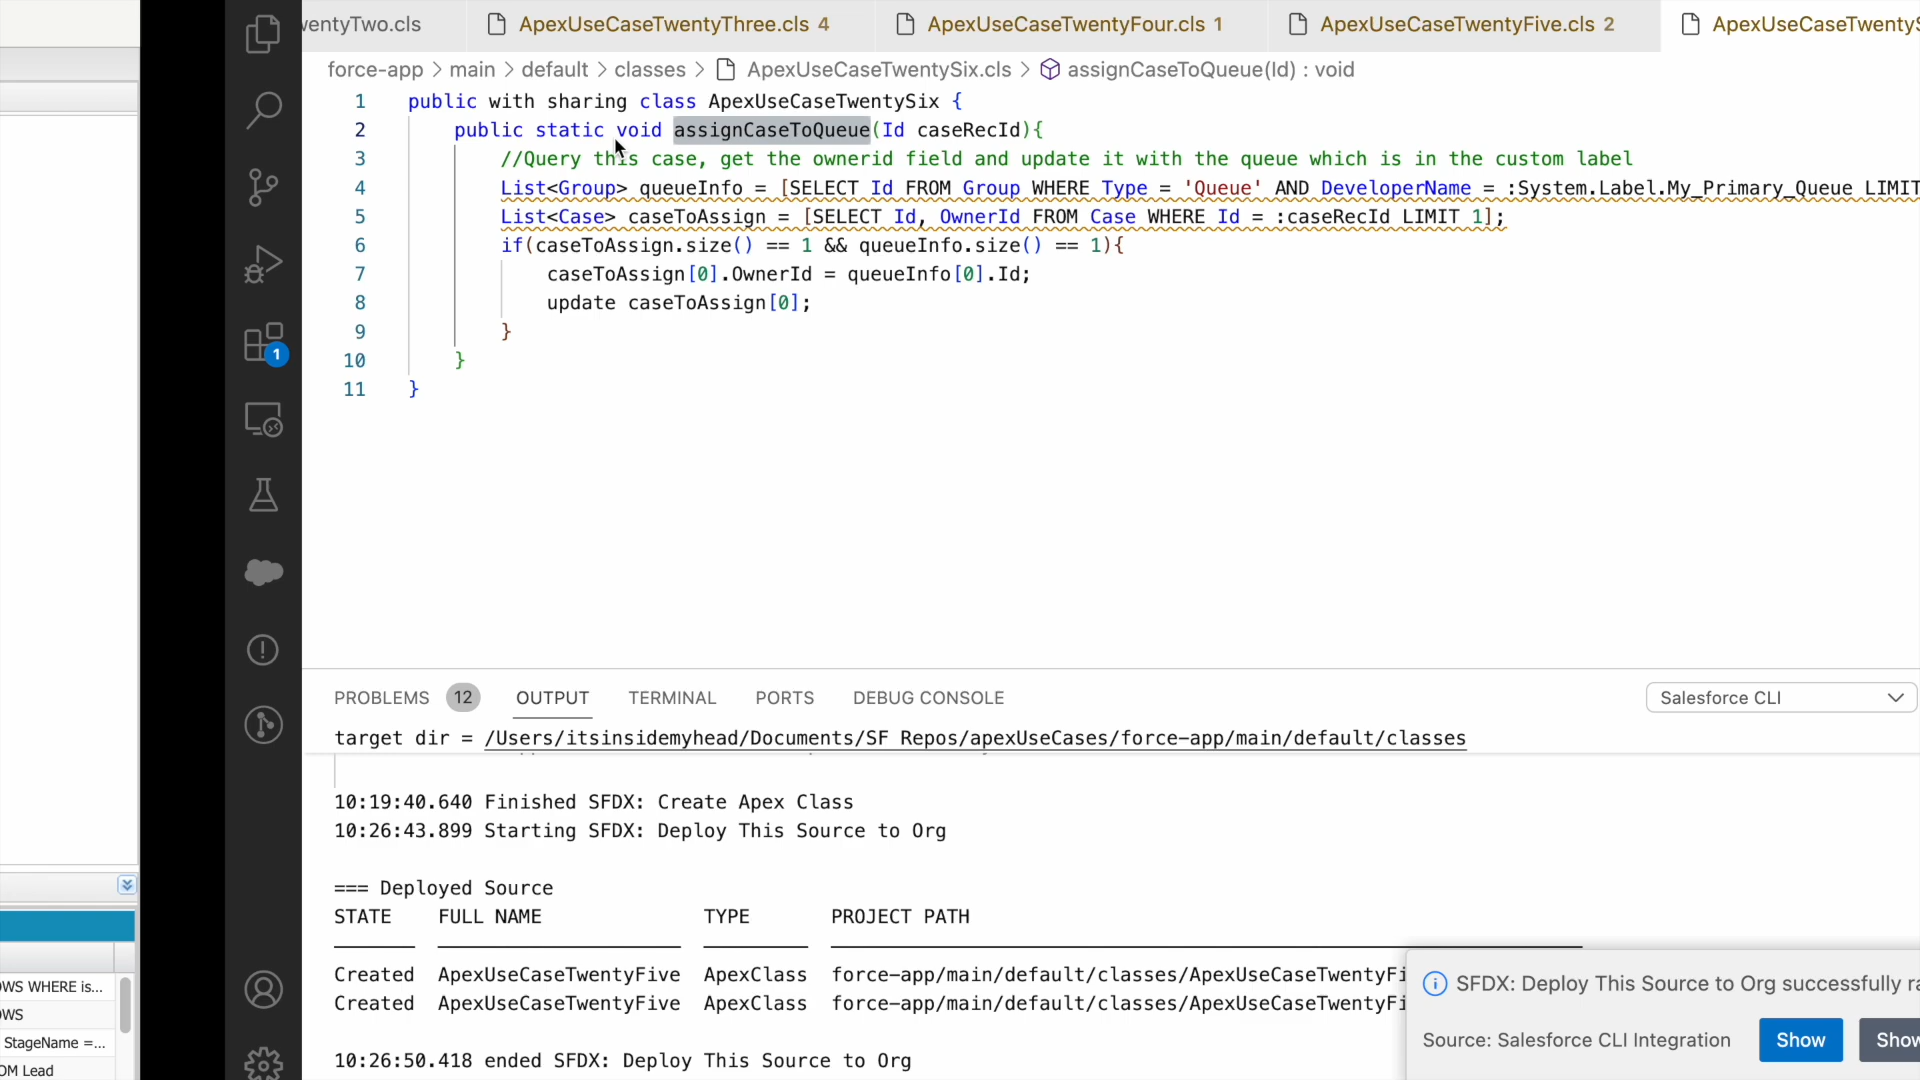 wentyTwo.cls
ApexUseCaseTwentyThree.cls 4
ApexUseCaseTwentyFour.cls 1
ApexUseCaseTwentyFive.cls 2
ApexUseCaseTwentyS
force-app > main > default > classes > ApexUseCaseTwentySix.cls > assignCaseToQueue(Id) : void
1 public with sharing class ApexUseCaseTwentySix {
2 public static void assignCaseToQueue(Id caseRecId){
3 //Query this case, get the ownerid field and update it with the queue which is in the custom label
4 List<Group> queueInfo = [SELECT Id FROM Group WHERE Type = 'Queue' AND DeveloperName = :System.Label.My_Primary_Queue LIMIT
5 List<Case> caseToAssign = [SELECT Id, OwnerId FROM Case WHERE Id = :caseRecId LIMIT 1];
6 if(caseToAssign.size() == 1 && queueInfo.size() == 1){
7 caseToAssign[0].OwnerId = queueInfo[0].Id;
8 update caseToAssign[0];
9 }
10 }
11 }
1
PROBLEMS 12 OUTPUT TERMINAL PORTS DEBUG CONSOLE
Salesforce CLI
target dir = /Users/itsinsidemyhead/Documents/SF Repos/apexUseCases/force-app/main/default/classes
10:19:40.640 Finished SFDX: Create Apex Class
10:26:43.899 Starting SFDX: Deploy This Source to Org
=== Deployed Source
STATE FULL NAME TYPE PROJECT PATH
Created ApexUseCaseTwentyFive ApexClass force-app/main/default/classes/ApexUseCaseTwentyFi
Created ApexUseCaseTwentyFive ApexClass force-app/main/default/classes/ApexUseCaseTwentyFi
10:26:50.418 ended SFDX: Deploy This Source to Org
SFDX: Deploy This Source to Org successfully ra
Source: Salesforce CLI Integration
Show
Show
OWS WHERE is...
OWS
StageName =...
OM Lead